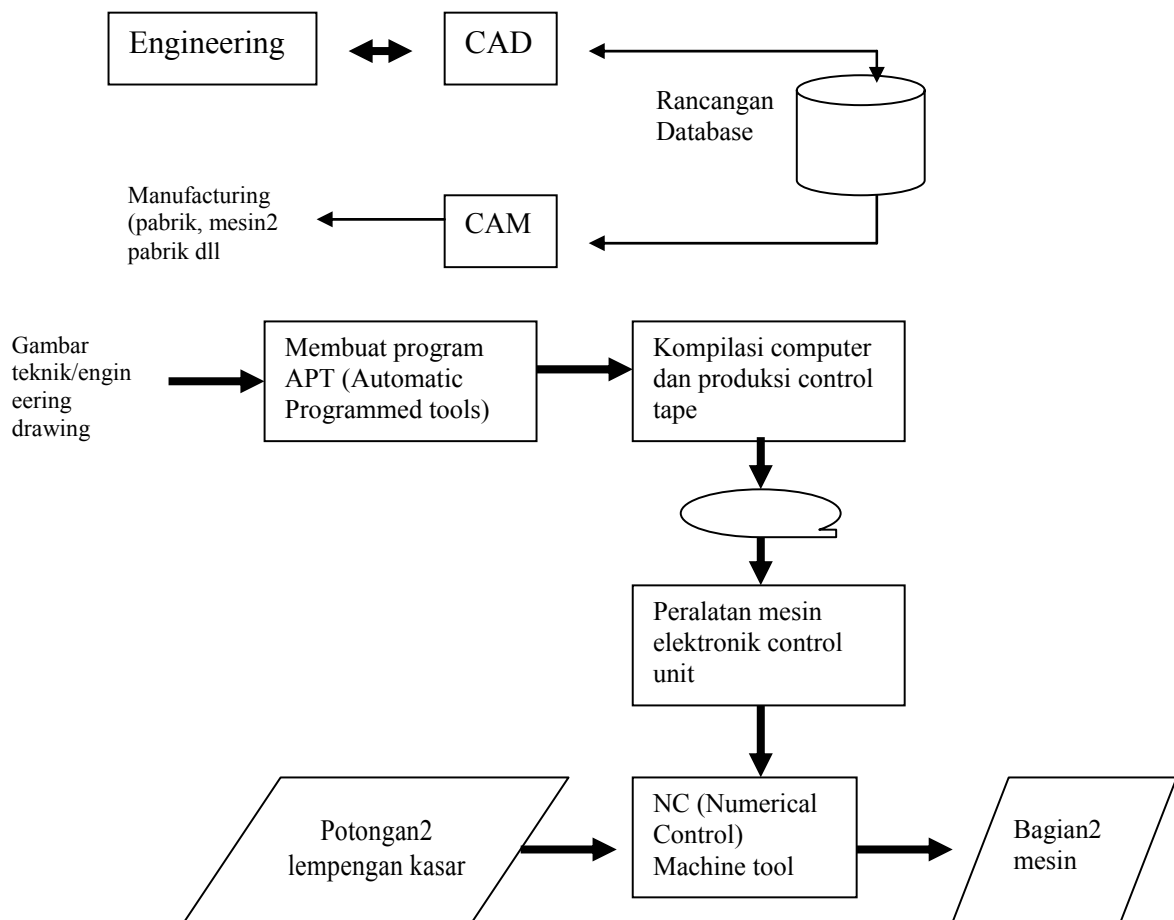 Engineering
CAD
Rancangan
Database
Manufacturing
(pabrik, mesin2
pabrik dll
CAM
Gambar
teknik/engin
eering
drawing
Membuat program
APT (Automatic
Programmed tools)
Kompilasi computer
dan produksi control
tape
Peralatan mesin
elektronik control
unit
Potongan2
lempengan kasar
NC (Numerical
Control)
Machine tool
Bagian2
mesin